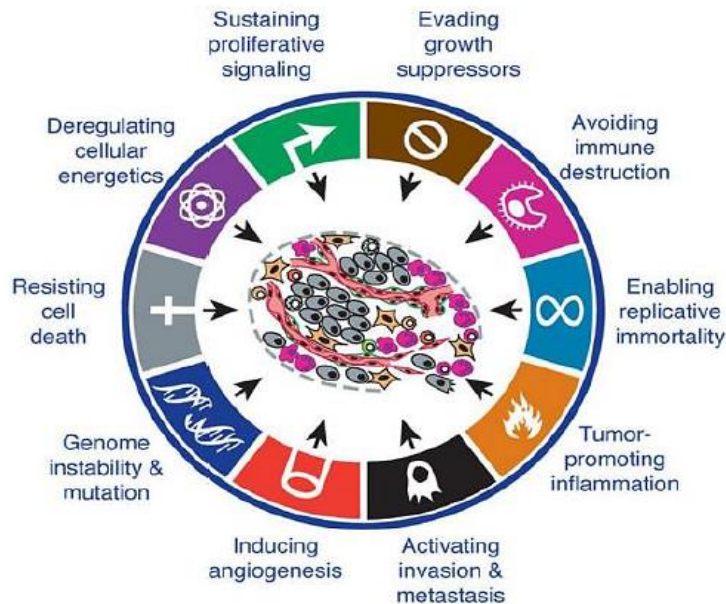 Sustaining
proliferative
signaling
Evading
growth
suppressors
Avoiding
immune
destruction
Enabling
replicative
immortality
Tumor-
promoting
inflammation
Activating
invasion &
metastasis
Inducing
angiogenesis
Genome
instability &
mutation
Resisting
cell
death
Deregulating
cellular
energetics